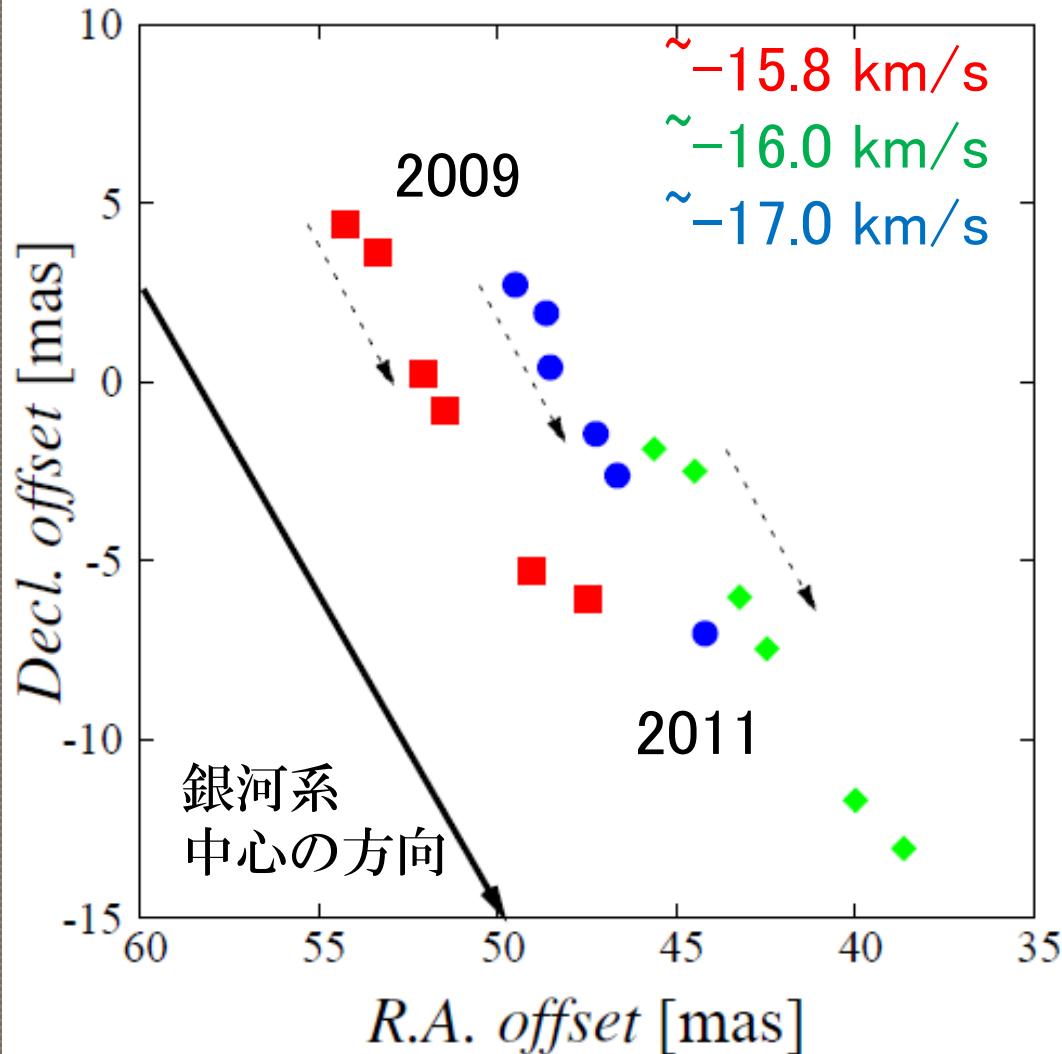 10
5
0
-5
-10
-15
60
55
50
45
40
35
Decl. offset [mas]
R.A. offset [mas]
~-15.8 km/s
~-16.0 km/s
~-17.0 km/s
2009
2011
銀河系
中心の方向